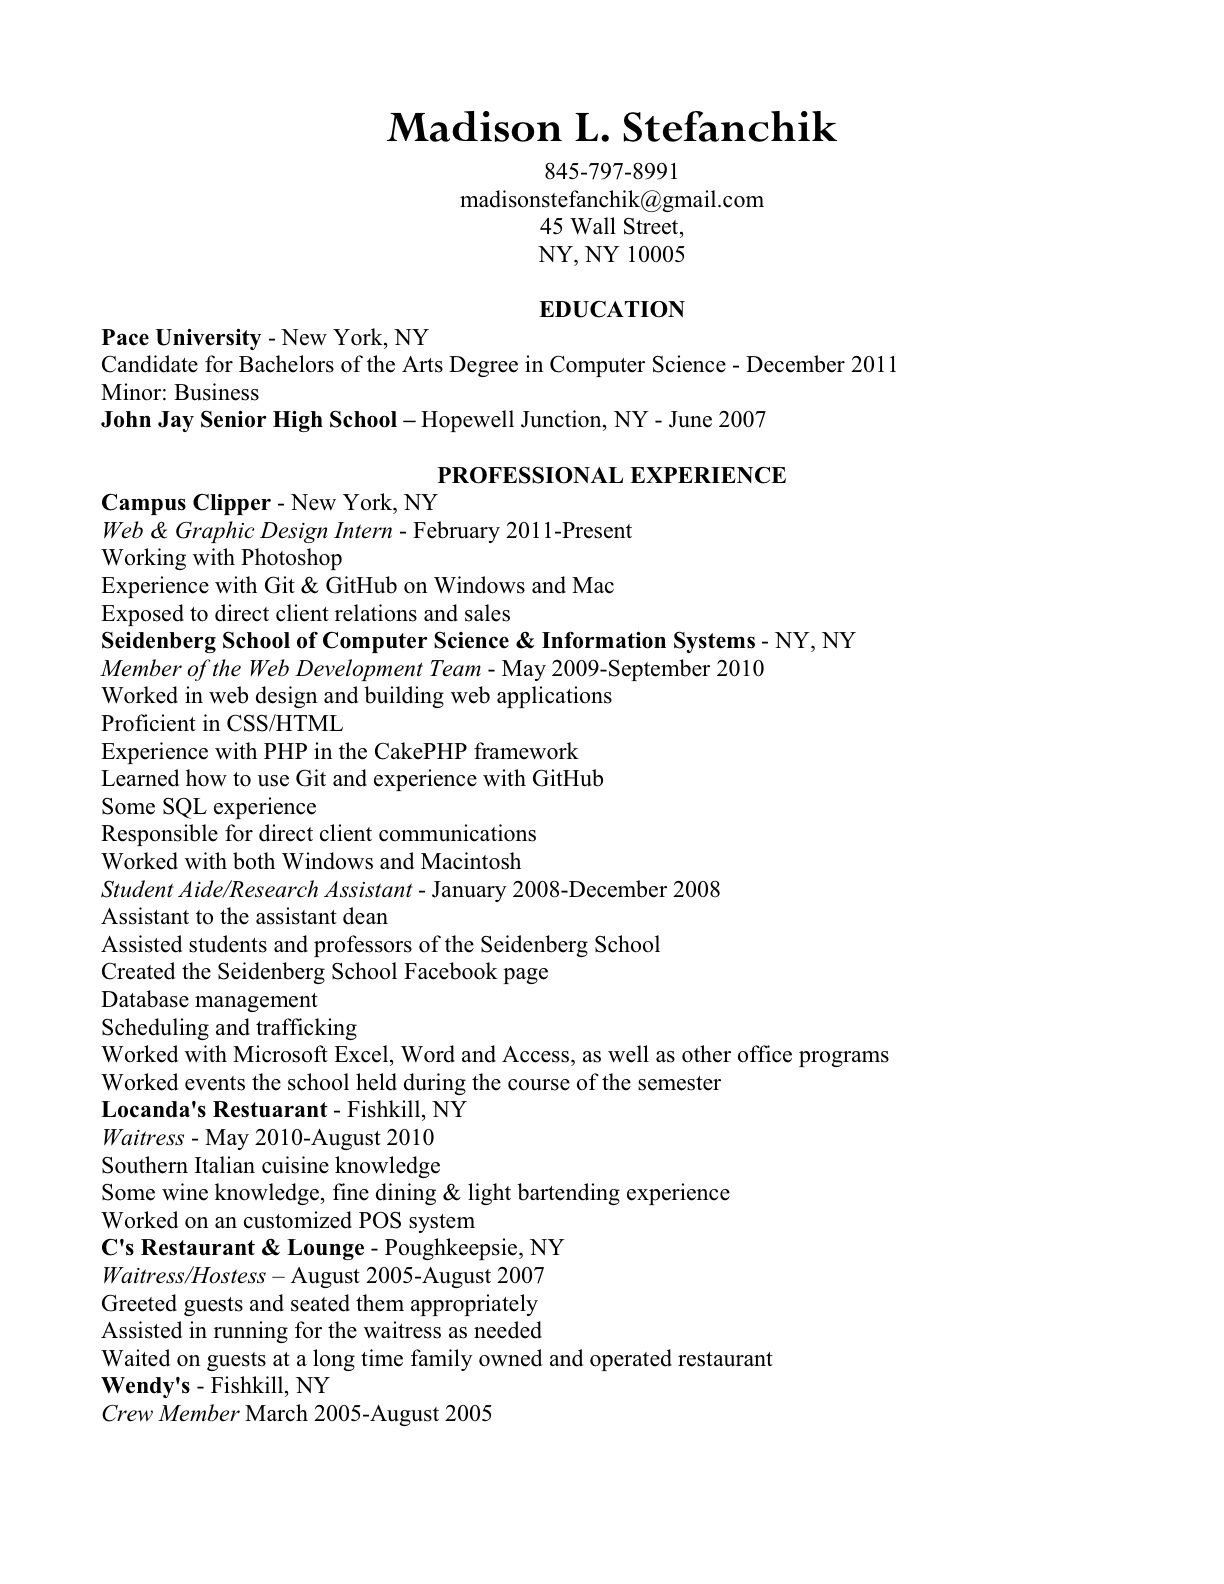 Madison L. Stefanchik
845-797-8991
madisonstefanchik@gmail.com
45 Wall Street,
NY, NY 10005
EDUCATION
Pace University - New York, NY
Candidate for Bachelors of the Arts Degree in Computer Science - December 2011
Minor: Business
John Jay Senior High School – Hopewell Junction, NY - June 2007
PROFESSIONAL EXPERIENCE
Campus Clipper - New York, NY
Web & Graphic Design Intern - February 2011-Present
Working with Photoshop
Experience with Git & GitHub on Windows and Mac
Exposed to direct client relations and sales
Seidenberg School of Computer Science & Information Systems - NY, NY
Member of the Web Development Team - May 2009-September 2010
Worked in web design and building web applications
Proficient in CSS/HTML
Experience with PHP in the CakePHP framework
Learned how to use Git and experience with GitHub
Some SQL experience
Responsible for direct client communications
Worked with both Windows and Macintosh
Student Aide/Research Assistant - January 2008-December 2008
Assistant to the assistant dean
Assisted students and professors of the Seidenberg School
Created the Seidenberg School Facebook page
Database management
Scheduling and trafficking
Worked with Microsoft Excel, Word and Access, as well as other office programs
Worked events the school held during the course of the semester
Locanda's Restuarant - Fishkill, NY
Waitress - May 2010-August 2010
Southern Italian cuisine knowledge
Some wine knowledge, fine dining & light bartending experience
Worked on an customized POS system
C's Restaurant & Lounge - Poughkeepsie, NY
Waitress/Hostess – August 2005-August 2007
Greeted guests and seated them appropriately
Assisted in running for the waitress as needed
Waited on guests at a long time family owned and operated restaurant
Wendy's - Fishkill, NY
Crew Member March 2005-August 2005